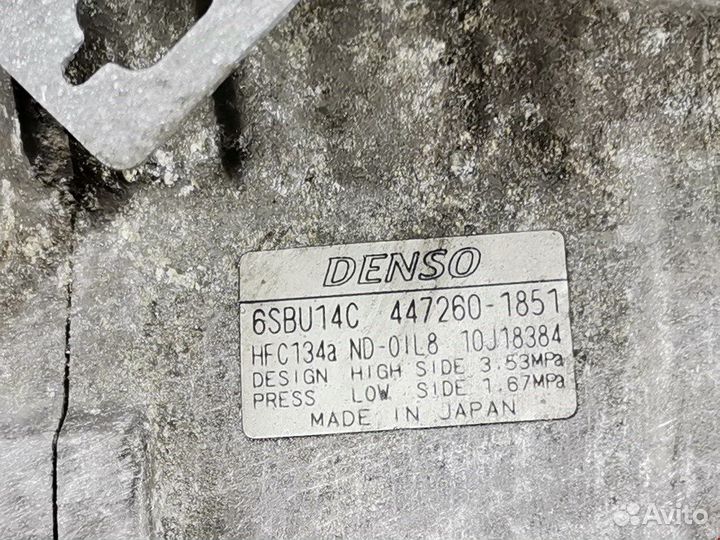 DENSO
6SBU14C 447260-1851
HFC134a ND-OIL8 10J18384
DESIGN HIGH SIDE 3.53MPa
PRESS LOW SIDE 1.67MPa
MADE IN JAPAN
Avito